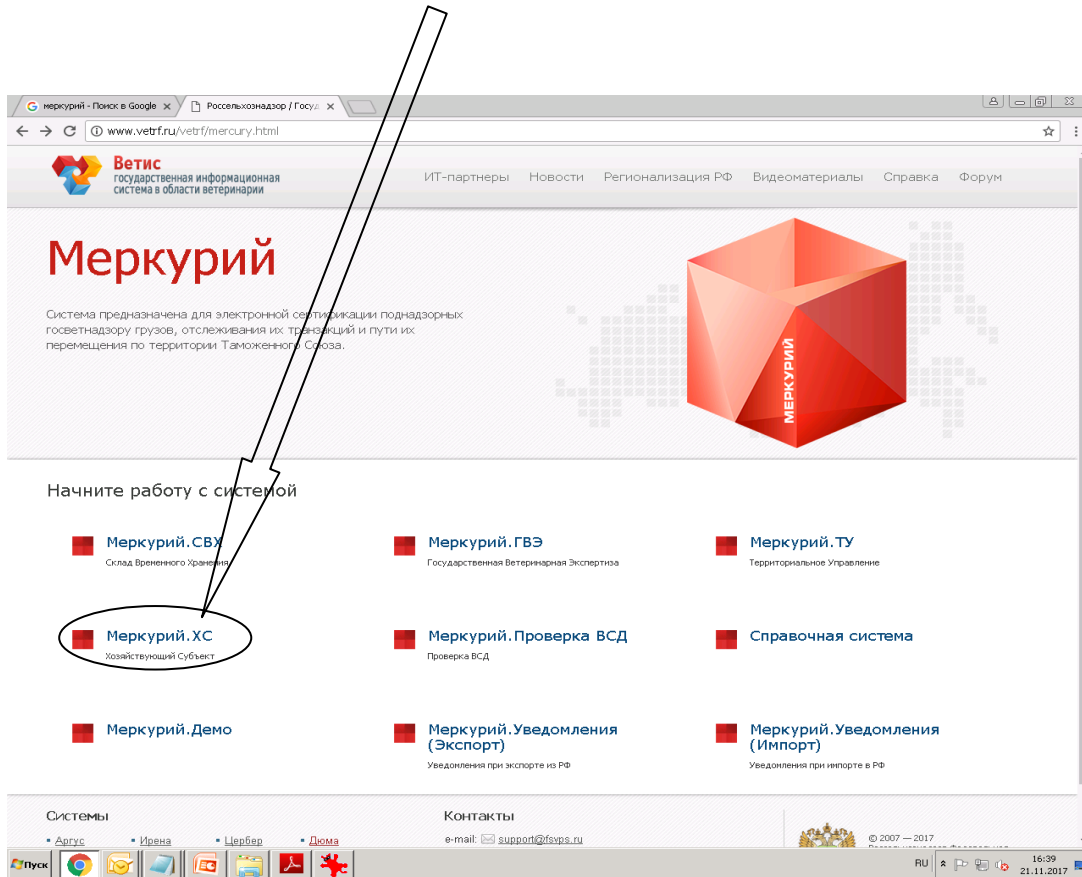 меркурий - Поиск в Google
Россельхознадзор / Госуд
www.vetrf.ru/vetrf/mercury.html
Ветис
государственная информационная
система в области ветеринарии
ИТ-партнеры Новости Регионализация РФ Видеоматериалы Справка Форум
Меркурий
Система предназначена для электронной сертификации поднадзорных
госветнадзору грузов, отслеживания их транзакций и пути их
перемещения по территории Таможенного Союза.
МЕРКУРИЙ
Начните работу с системой
Меркурий.СВХ
Склад Временного Хранения
Меркурий.ГВЭ
Государственная Ветеринарная Экспертиза
Меркурий.ТУ
Территориальное Управление
Меркурий.ХС
Хозяйствующий Субъект
Меркурий.Проверка ВСД
Проверка ВСД
Справочная система
Меркурий.Демо
Меркурий.Уведомления
(Экспорт)
Уведомления при экспорте из РФ
Меркурий.Уведомления
(Импорт)
Уведомления при импорте в РФ
Системы
Аргус Ирена Цербер Дюма
Контакты
e-mail: support@fsvps.ru
© 2007 — 2017
Пуск
RU
16:39
21.11.2017